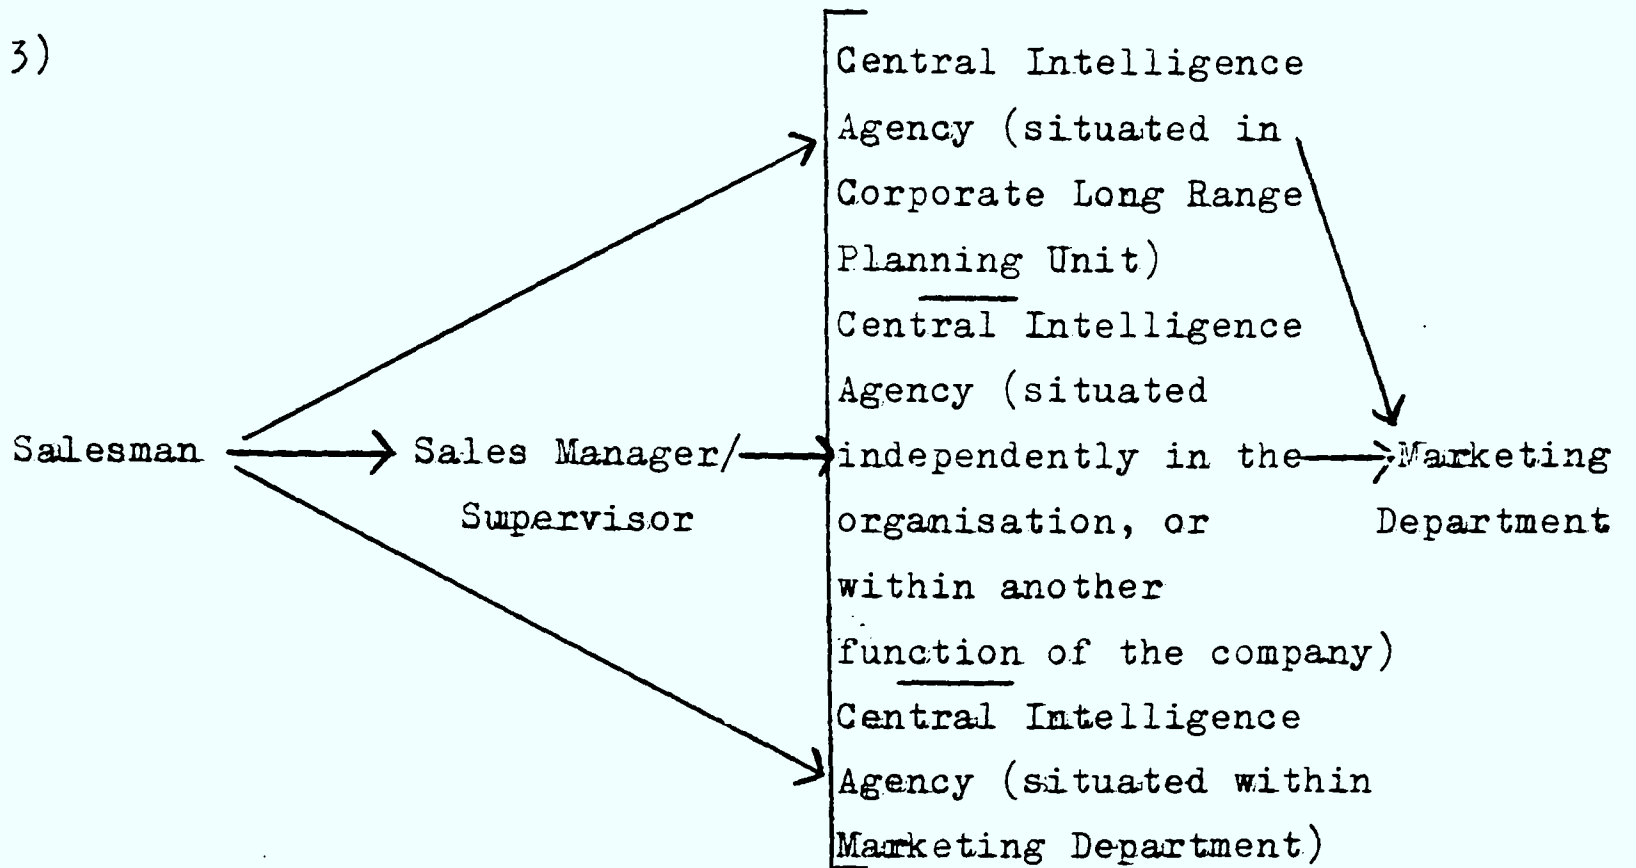 3)
Central Intelligence
Agency (situated in
Corporate Long Range
Planning Unit)
Central Intelligence
Agency (situated
Salesman Sales Manager/ independently in the Marketing
Supervisor organisation, or Department
within another
function of the company)
Central Intelligence
Agency (situated within
Marketing Department)